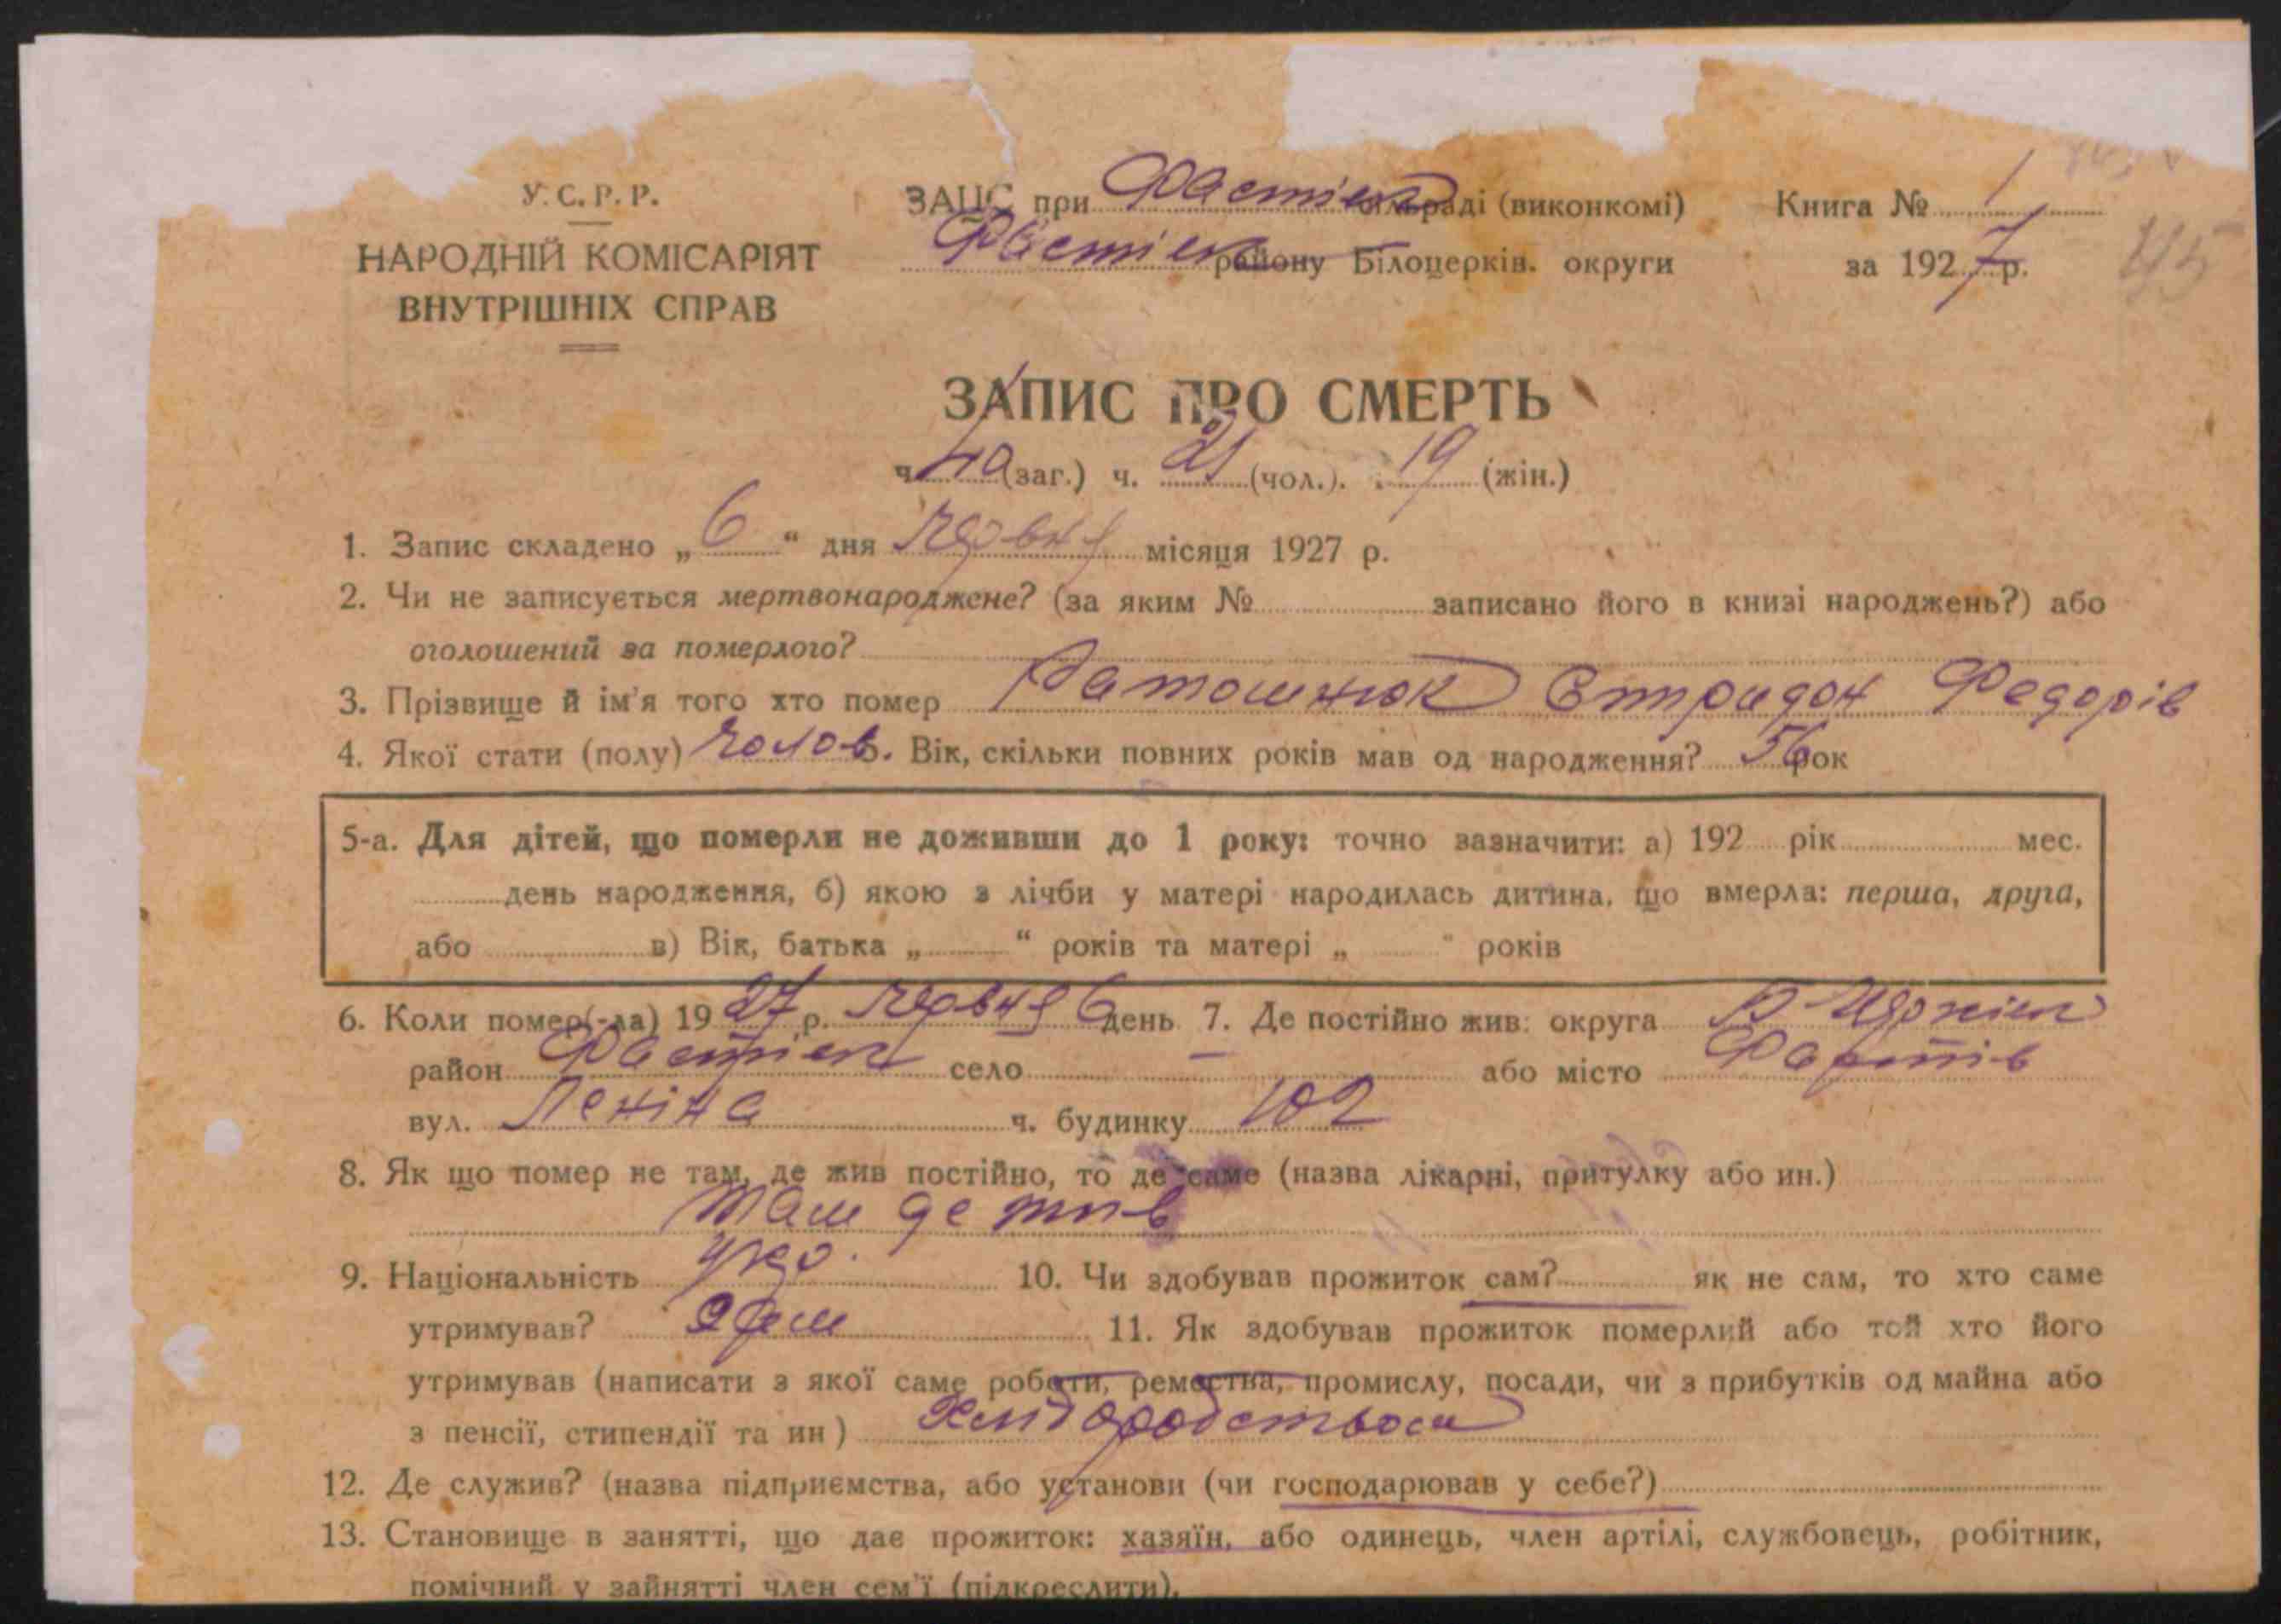 У.С.Р.Р.
НАРОДНІЙ КОМІСАРІЯТ
ВНУТРІШНІХ СПРАВ
ЗАЦС при Фастівск раді (виконкомі)
Фастівск району Білоцерків. округи
Книга № 1
за 1927 р.
45
ЗАПИС ПРО СМЕРТЬ
ч. 40 (заг.) ч. 21 (чол.). 19 (жін.)
1. Запис складено „6“ дня червня місяця 1927 р.
2. Чи не записується мертвонароджене? (за яким № записано його в книзі народжень?) або
оголошений за померлого?
3. Прізвище й ім'я того хто помер Федорів
4. Якої стати (полу) Чолов. 5. Вік, скільки повних років мав од народження? 56 рок
5-а. Для дітей, що померли не доживши до 1 року: точно зазначити: а) 192 рік мес.
день народження, б) якою з лічби у матері народилась дитина, що вмерла: перша, друга,
або в) Вік, батька „ “ років та матері „ “ років
6. Коли помер(-ла) 1927 р. червня 6 день 7. Де постійно жив: округа
район Фастівск село — або місто Фастів
вул. Леніна ч. будинку 102
8. Як що помер не там, де жив постійно, то де саме (назва лікарні, притулку або ин.)
Там де жив
9. Національність Укр. 10. Чи здобував прожиток сам? як не сам, то хто саме
утримував? 11. Як здобував прожиток померлий або той хто його
утримував (написати з якої саме роботи, ремества, промислу, посади, чи з прибутків од майна або
з пенсії, стипендії та ин)
12. Де служив? (назва підприємства, або установи (чи господарював у себе?)
13. Становище в занятті, що дає прожиток: хазяїн, або одинець, член артілі, службовець, робітник,
помічний у зайнятті член сем'ї (підкреслити).